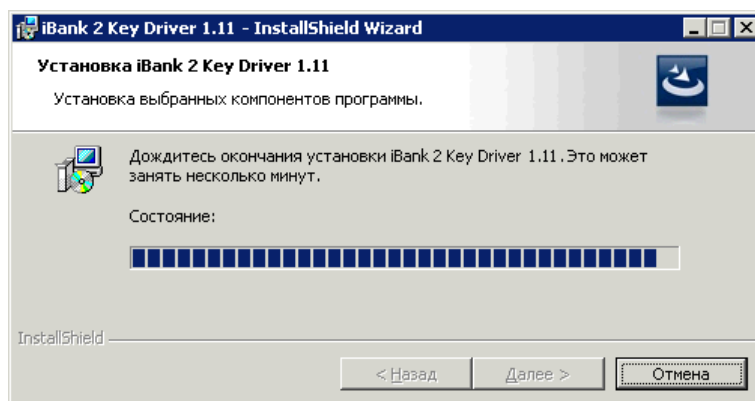 iBank 2 Key Driver 1.11 - InstallShield Wizard
Установка iBank 2 Key Driver 1.11
Установка выбранных компонентов программы.
Дождитесь окончания установки iBank 2 Key Driver 1.11. Это может
занять несколько минут.
Состояние:
InstallShield
< Назад
Далее >
Отмена